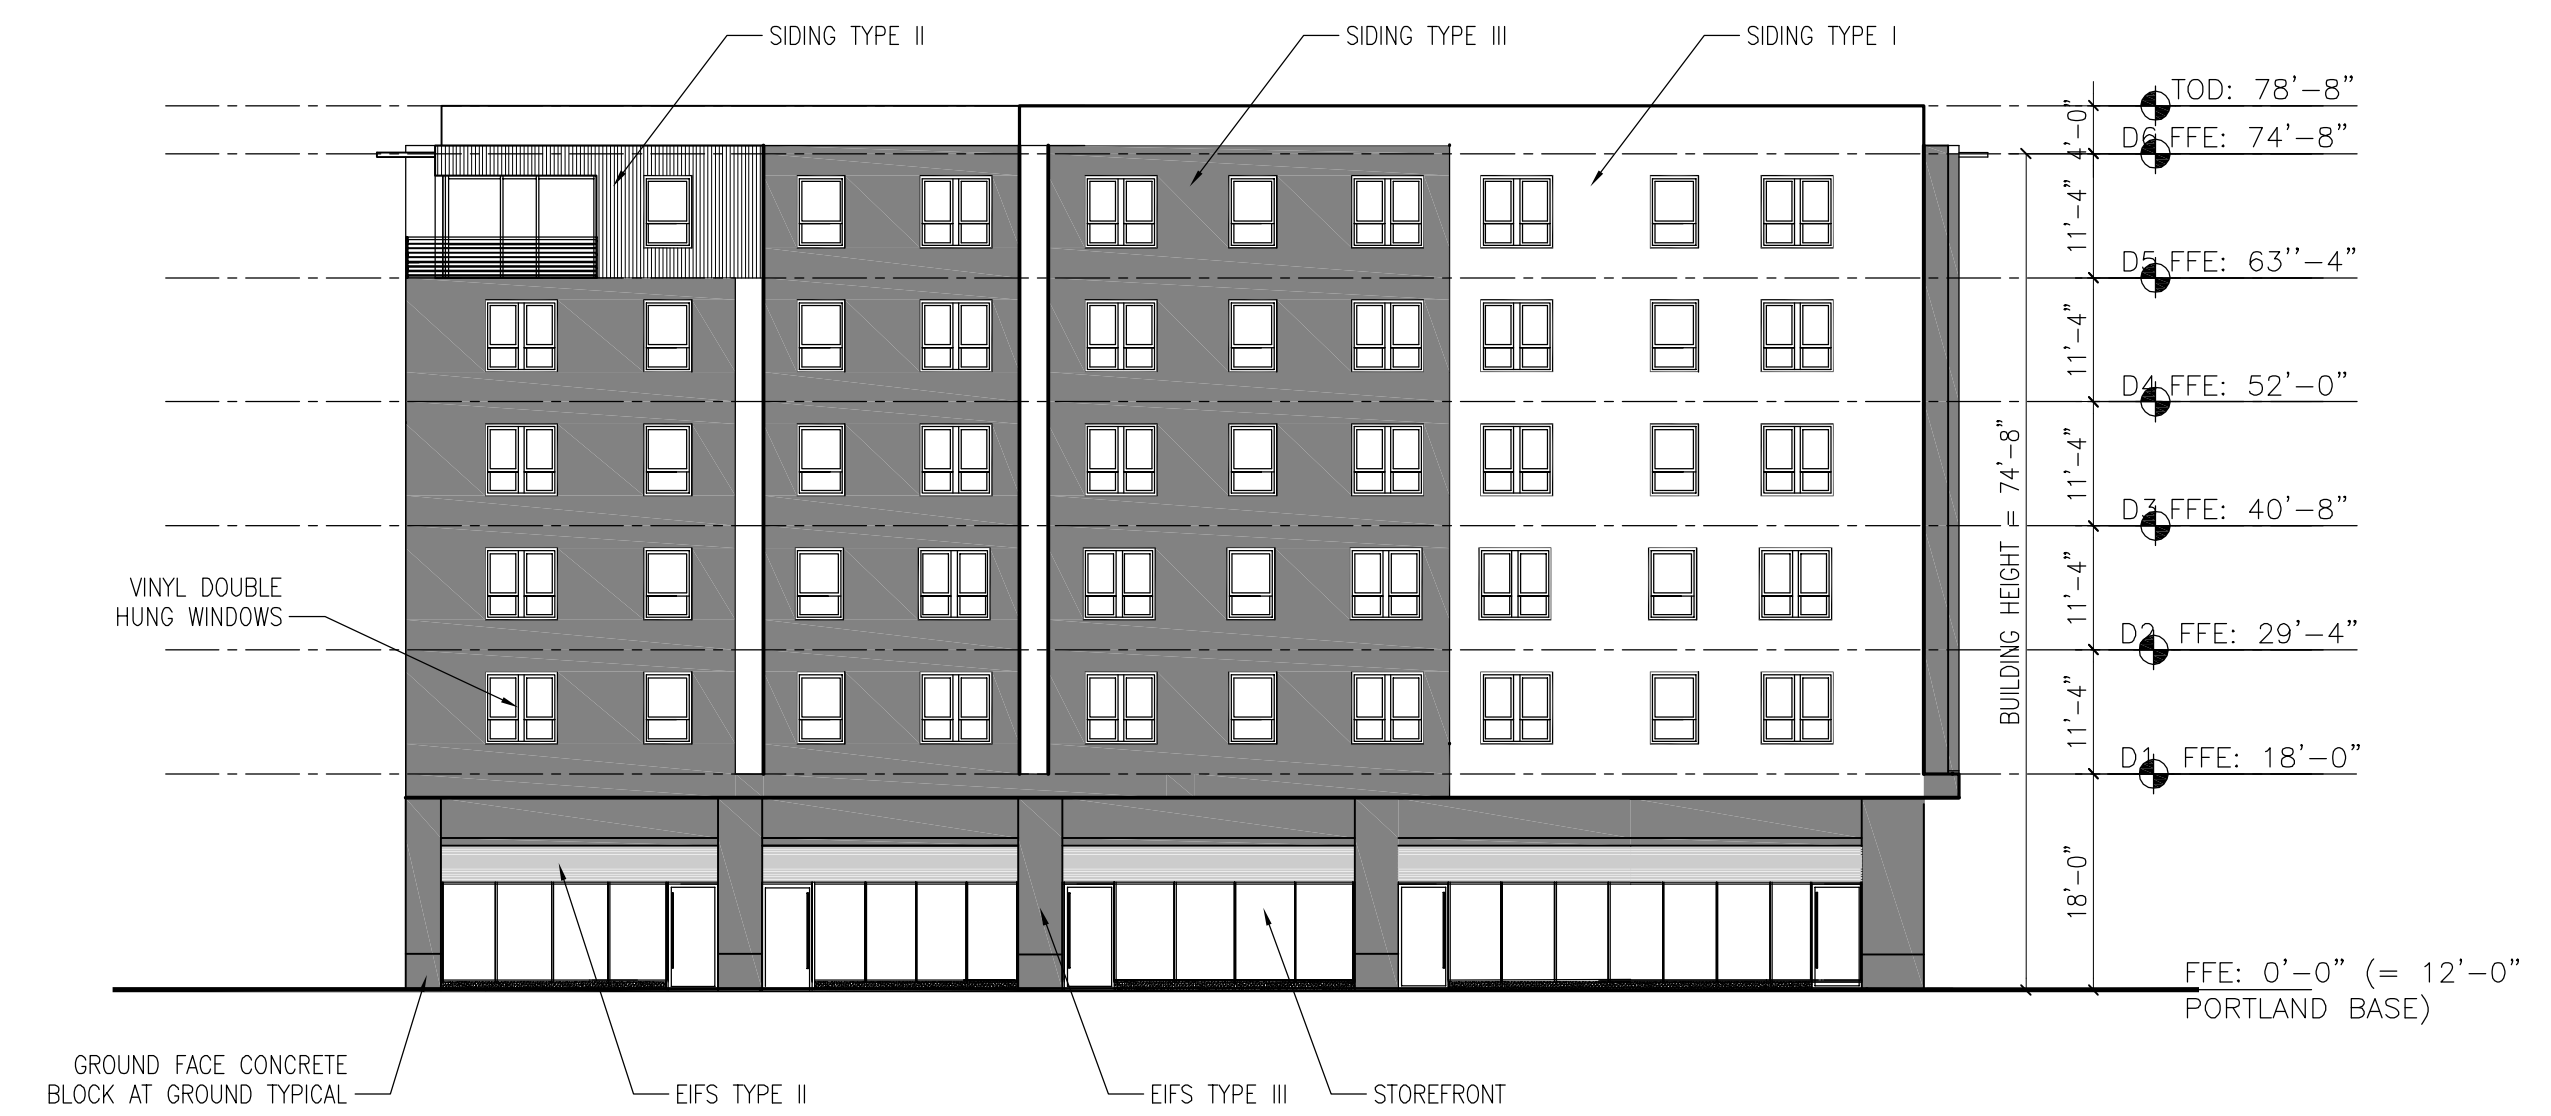 SIDING TYPE II
SIDING TYPE III
SIDING TYPE I
TOD: 78'-8"
4'-0"
D6 FFE: 74'-8"
11'-4"
D5 FFE: 63''-4"
11'-4"
D4 FFE: 52'-0"
11'-4"
D3 FFE: 40'-8"
11'-4"
D2 FFE: 29'-4"
11'-4"
D1 FFE: 18'-0"
BUILDING HEIGHT = 74'-8"
18'-0"
VINYL DOUBLE
HUNG WINDOWS
FFE: 0'-0" (= 12'-0"
PORTLAND BASE)
GROUND FACE CONCRETE
BLOCK AT GROUND TYPICAL
EIFS TYPE II
EIFS TYPE III
STOREFRONT